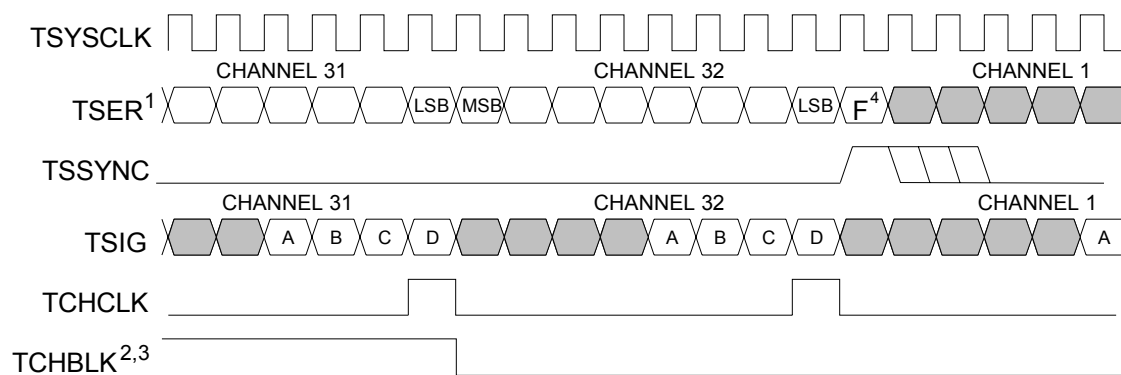 TSYSCLK
CHANNEL 31 CHANNEL 32 CHANNEL 1
TSER1 LSB MSB LSB F4
TSSYNC
CHANNEL 31 CHANNEL 32 CHANNEL 1
TSIG A B C D A B C D A
TCHCLK
TCHBLK2,3